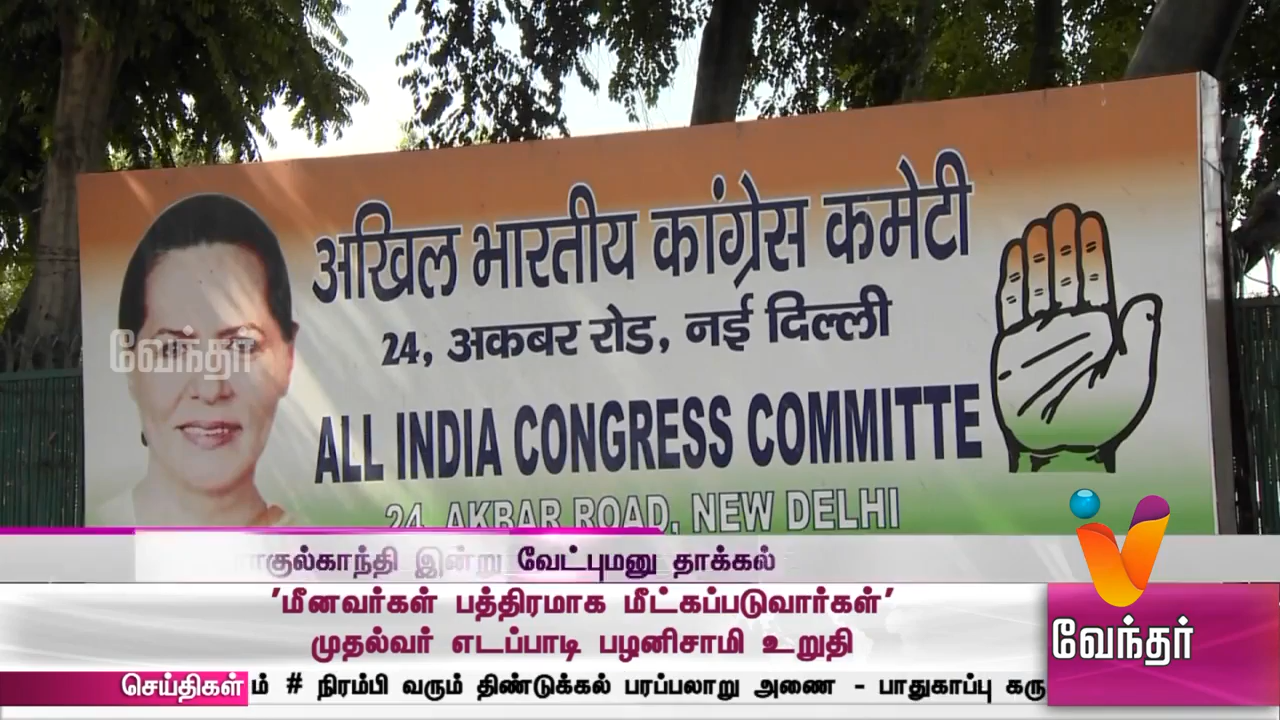 अखिल भारतीय कांग्रेस कमेटी
24, अकबर रोड, नई दिल्ली
ALL INDIA CONGRESS COMMITTE
24, AKBAR ROAD, NEW DELHI
வேந்தர்
இன்று வேட்புமனு தாக்கல்
'மீனவர்கள் பத்திரமாக மீட்கப்படுவார்கள்'
முதல்வர் எடப்பாடி பழனிசாமி உறுதி
வேந்தர்
செய்திகள் ம் # நிரம்பி வரும் திண்டுக்கல் பரப்பலாறு அணை - பாதுகாப்பு கரு